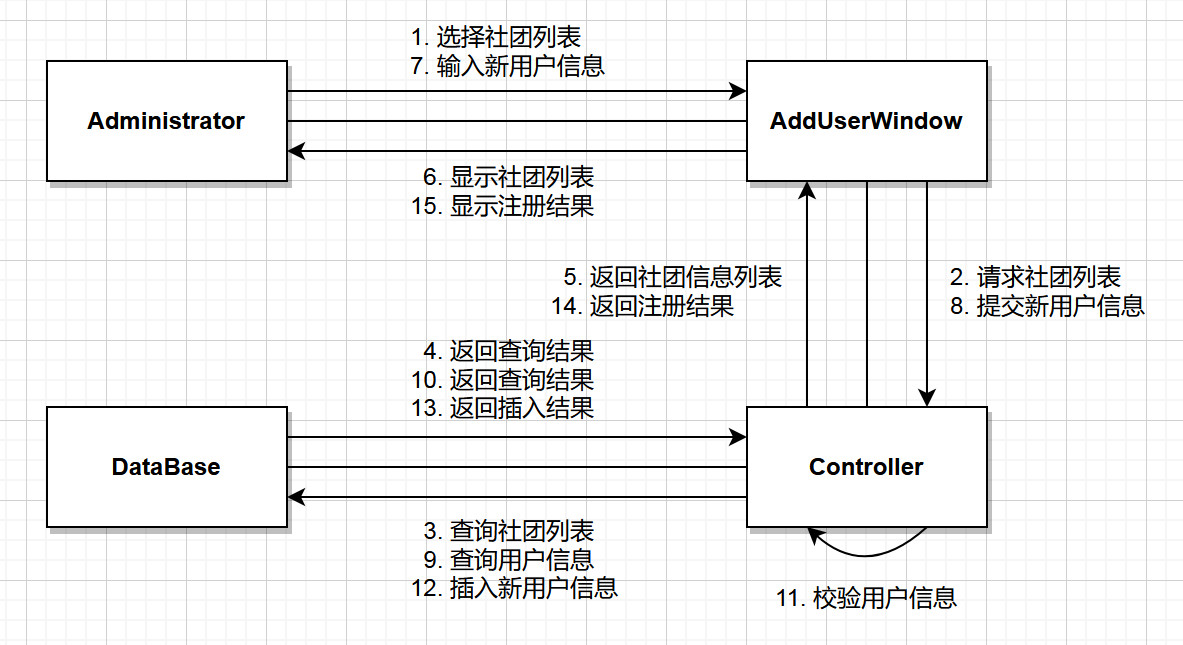 1. 选择社团列表
7. 输入新用户信息
Administrator
AddUserWindow
6. 显示社团列表
15. 显示注册结果
5. 返回社团信息列表
14. 返回注册结果
2. 请求社团列表
8. 提交新用户信息
4. 返回查询结果
10. 返回查询结果
13. 返回插入结果
DataBase
Controller
3. 查询社团列表
9. 查询用户信息
12. 插入新用户信息
11. 校验用户信息